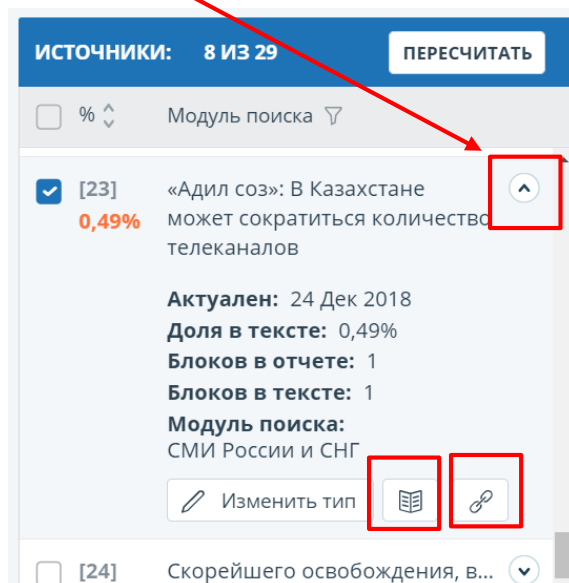 ИСТОЧНИКИ: 8 ИЗ 29 ПЕРЕСЧИТАТЬ
% Модуль поиска
[23] «Адил соз»: В Казахстане
0,49% может сократиться количество
телеканалов
Актуален: 24 Дек 2018
Доля в тексте: 0,49%
Блоков в отчете: 1
Блоков в тексте: 1
Модуль поиска:
СМИ России и СНГ
Изменить тип
[24] Скорейшего освобождения, в...